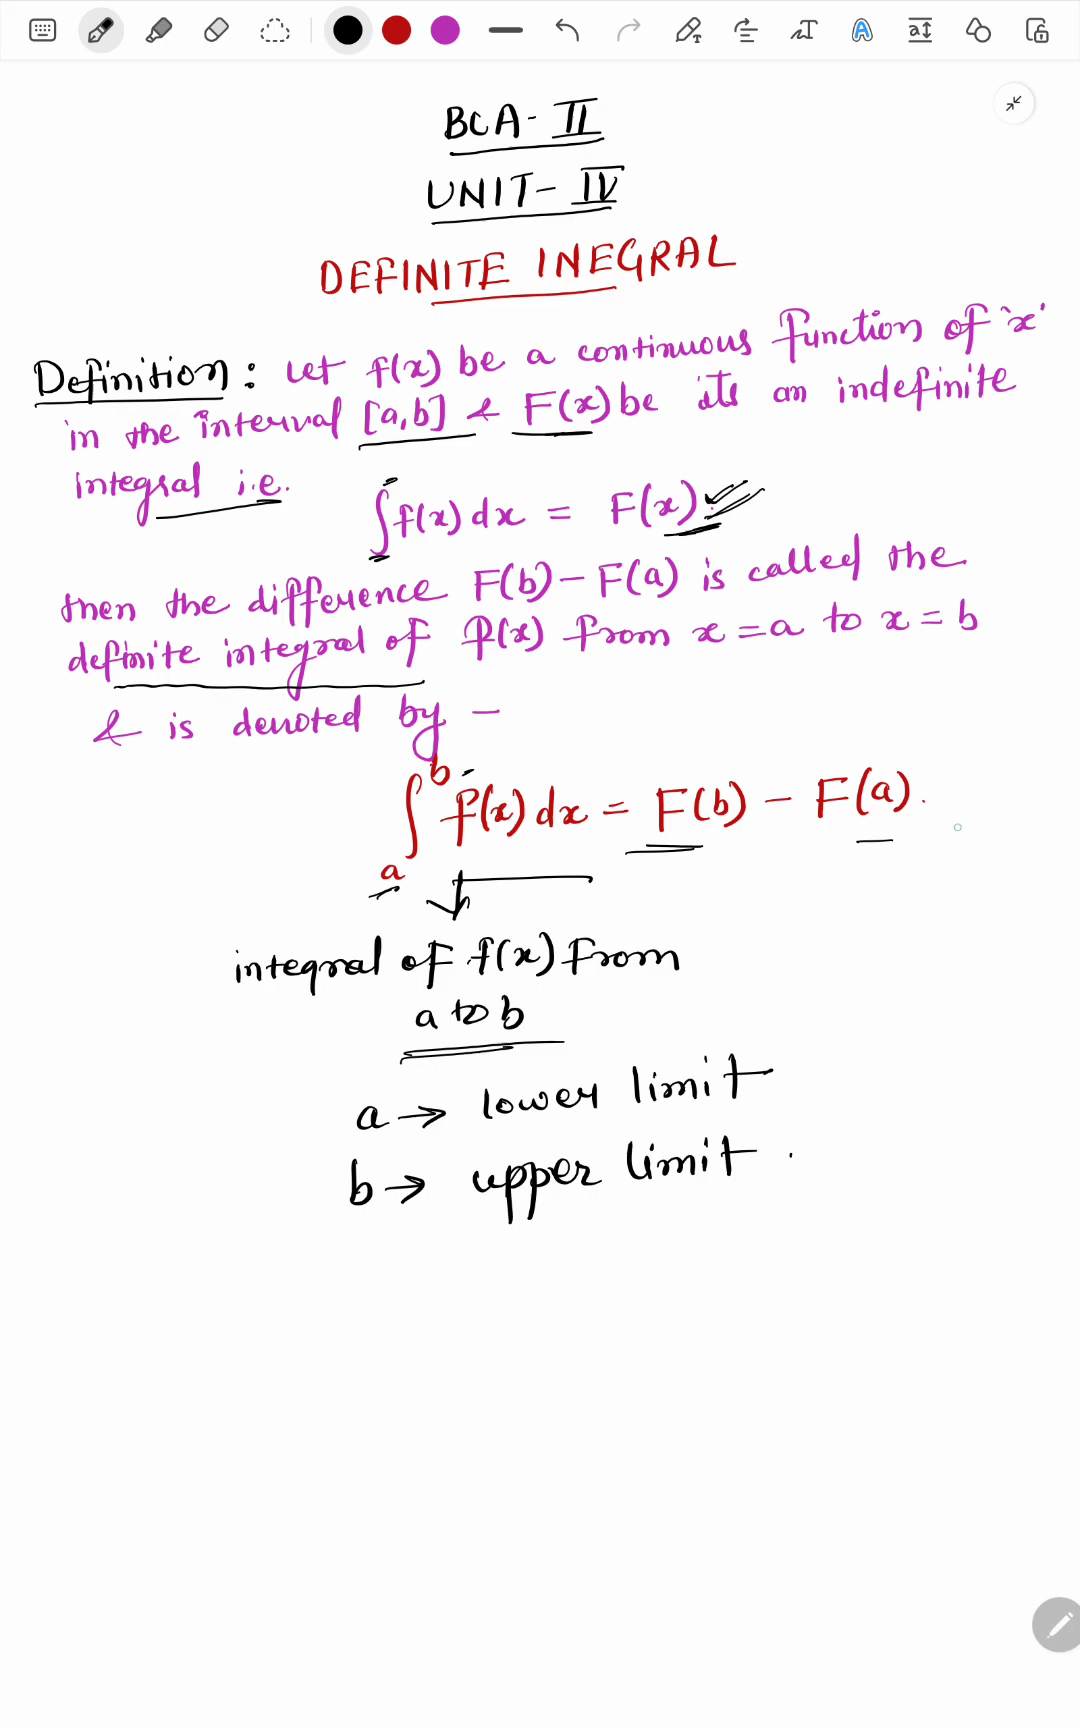 BCA- II
UNIT- IV
DEFINITE INEGRAL
Definition: Let f(x) be a continuous function of 'x'
in the interval [a,b] & F(x) be its an indefinite
integral i.e.
∫f(x) dx = F(x)
then the difference F(b) – F(a) is called the
definite integral of f(x) from x = a to x = b
& is denoted by –
∫ₐᵇ f(x) dx = F(b) – F(a).
integral of f(x) from
a to b
a → lower limit
b → upper limit.